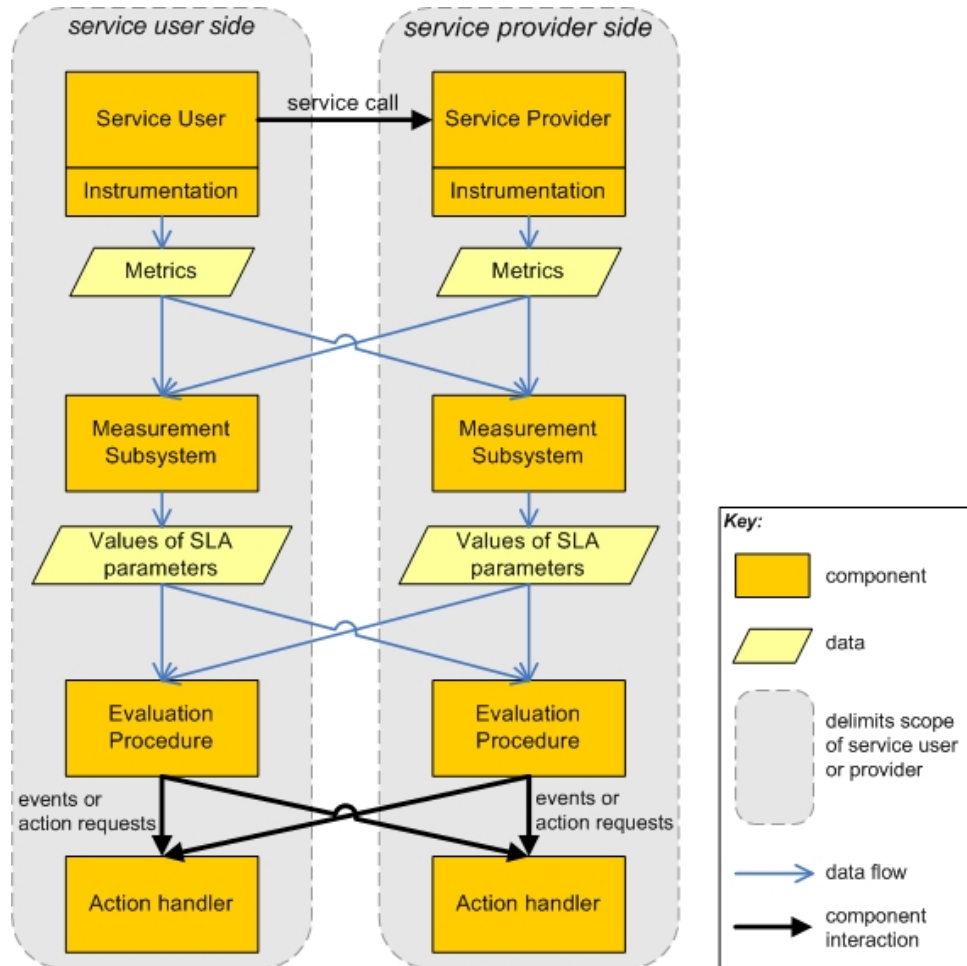 service user side
service provider side
Service User
service call
Service Provider
Instrumentation
Instrumentation
Metrics
Metrics
Measurement
Subsystem
Measurement
Subsystem
Values of SLA
parameters
Values of SLA
parameters
Evaluation
Procedure
Evaluation
Procedure
events or
action requests
events or
action requests
Action handler
Action handler
Key:
component
data
delimits scope
of service user
or provider
data flow
component
interaction